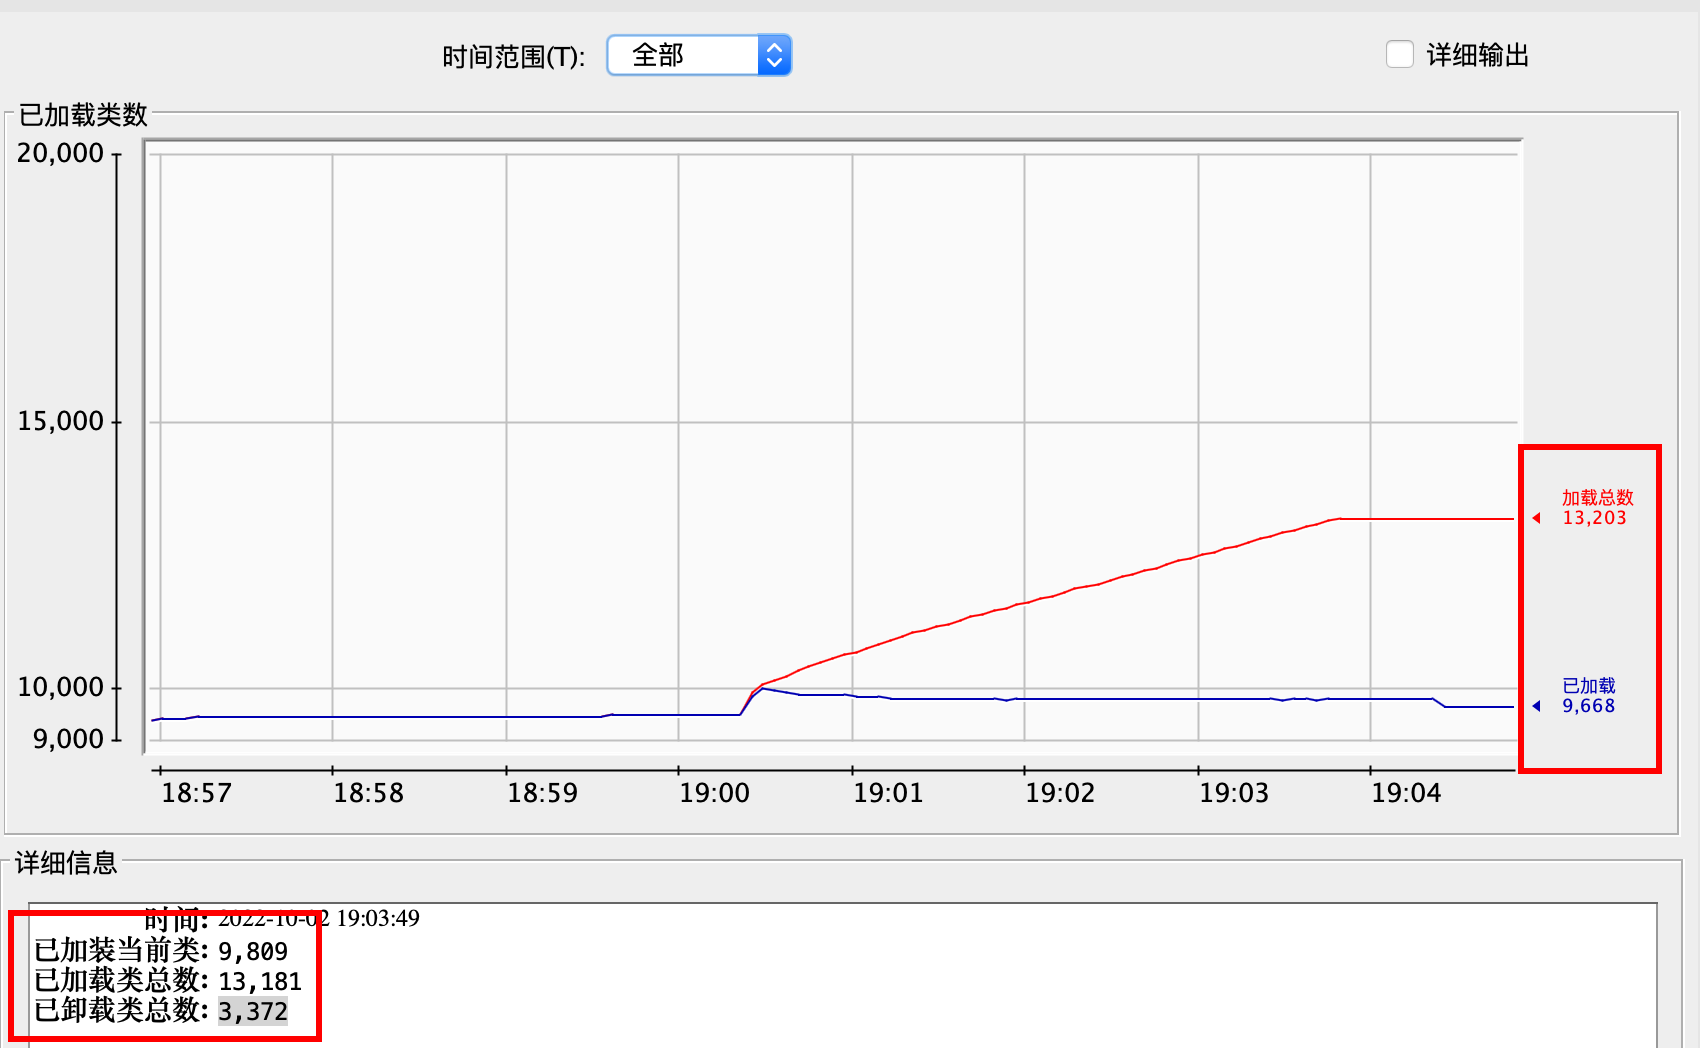 时间范围(T): 全部
详细输出
已加载类数
20,000
15,000
10,000
9,000
加载总数
13,203
已加载
9,668
18:57 18:58 18:59 19:00 19:01 19:02 19:03 19:04
详细信息
时间: 2022-10-02 19:03:49
已加装当前类: 9,809
已加载类总数: 13,181
已卸载类总数: 3,372